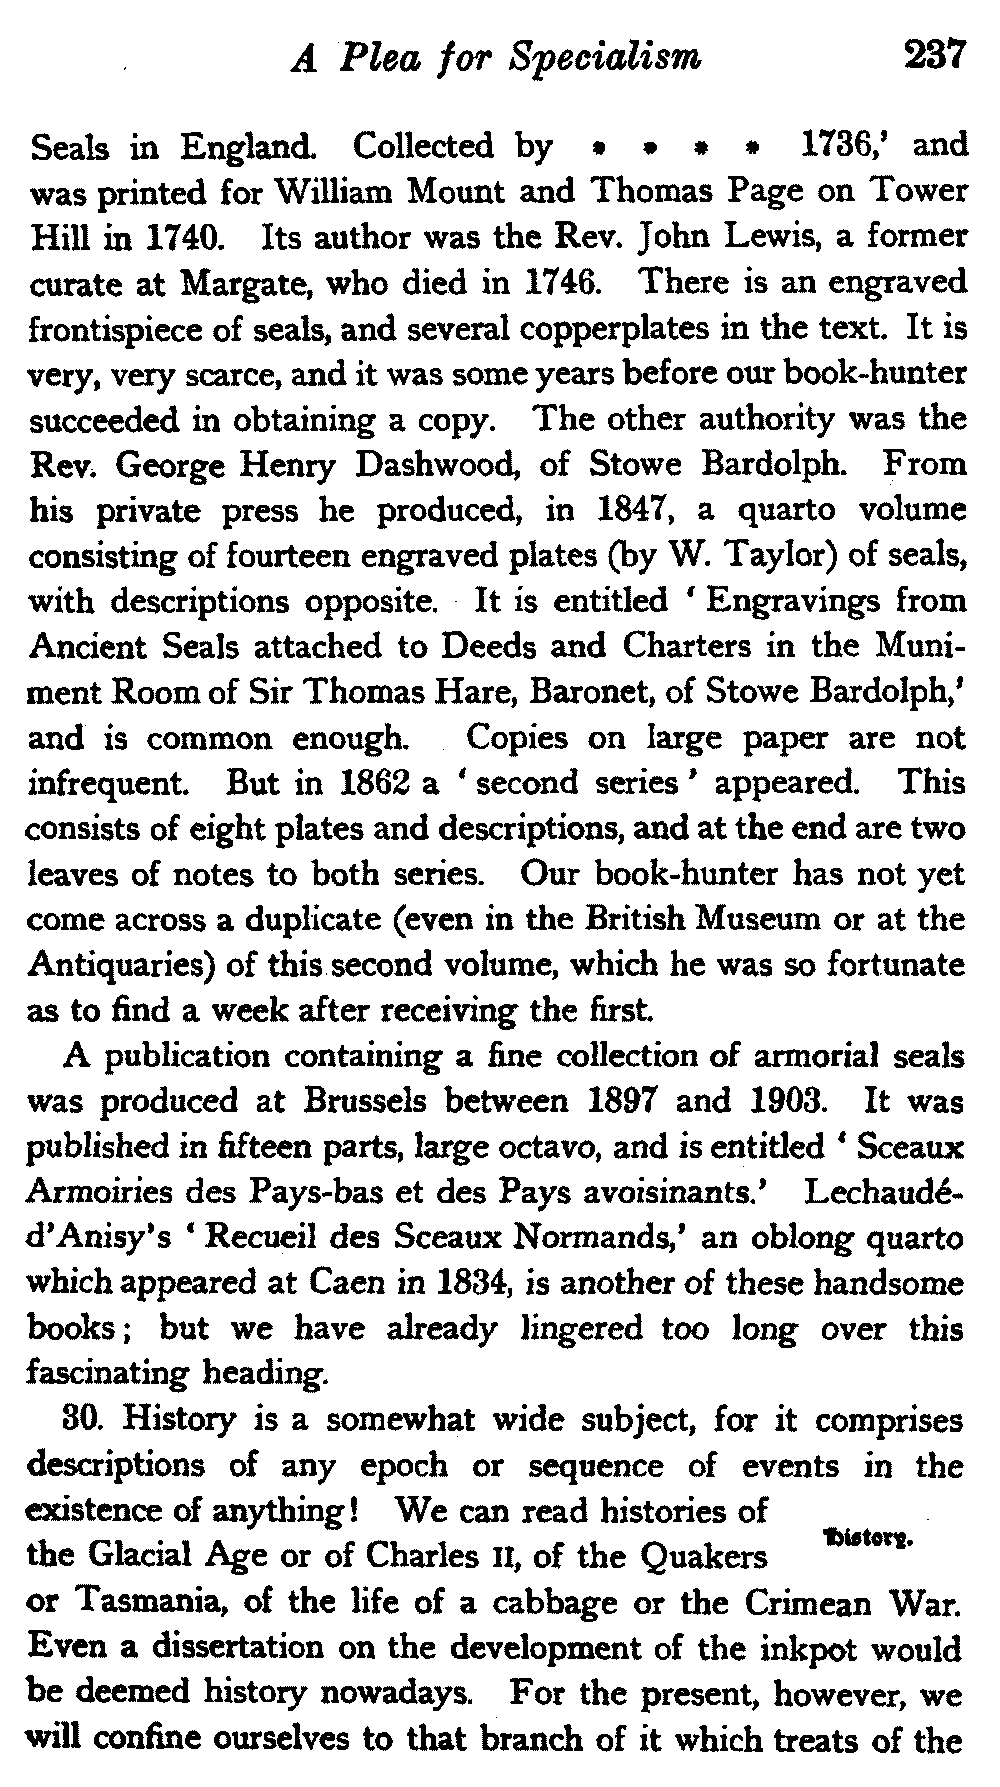 A Plea for Specialism 237
Seals in England. Collected by * * * * 1736,' and
was printed for William Mount and Thomas Page on Tower
Hill in 1740. Its author was the Rev. John Lewis, a former
curate at Margate, who died in 1746. There is an engraved
frontispiece of seals, and several copperplates in the text. It is
very, very scarce, and it was some years before our book-hunter
succeeded in obtaining a copy. The other authority was the
Rev. George Henry Dashwood, of Stowe Bardolph. From
his private press he produced, in 1847, a quarto volume
consisting of fourteen engraved plates (by W. Taylor) of seals,
with descriptions opposite. It is entitled ' Engravings from
Ancient Seals attached to Deeds and Charters in the Muni-
ment Room of Sir Thomas Hare, Baronet, of Stowe Bardolph,'
and is common enough. Copies on large paper are not
infrequent. But in 1862 a ' second series ' appeared. This
consists of eight plates and descriptions, and at the end are two
leaves of notes to both series. Our book-hunter has not yet
come across a duplicate (even in the British Museum or at the
Antiquaries) of this second volume, which he was so fortunate
as to find a week after receiving the first.
A publication containing a fine collection of armorial seals
was produced at Brussels between 1897 and 1903. It was
published in fifteen parts, large octavo, and is entitled ' Sceaux
Armoiries des Pays-bas et des Pays avoisinants.' Lechaudé-
d'Anisy's ' Recueil des Sceaux Normands,' an oblong quarto
which appeared at Caen in 1834, is another of these handsome
books ; but we have already lingered too long over this
fascinating heading.
30. History is a somewhat wide subject, for it comprises
descriptions of any epoch or sequence of events in the
existence of anything! We can read histories of
History.
the Glacial Age or of Charles II, of the Quakers
or Tasmania, of the life of a cabbage or the Crimean War.
Even a dissertation on the development of the inkpot would
be deemed history nowadays. For the present, however, we
will confine ourselves to that branch of it which treats of the